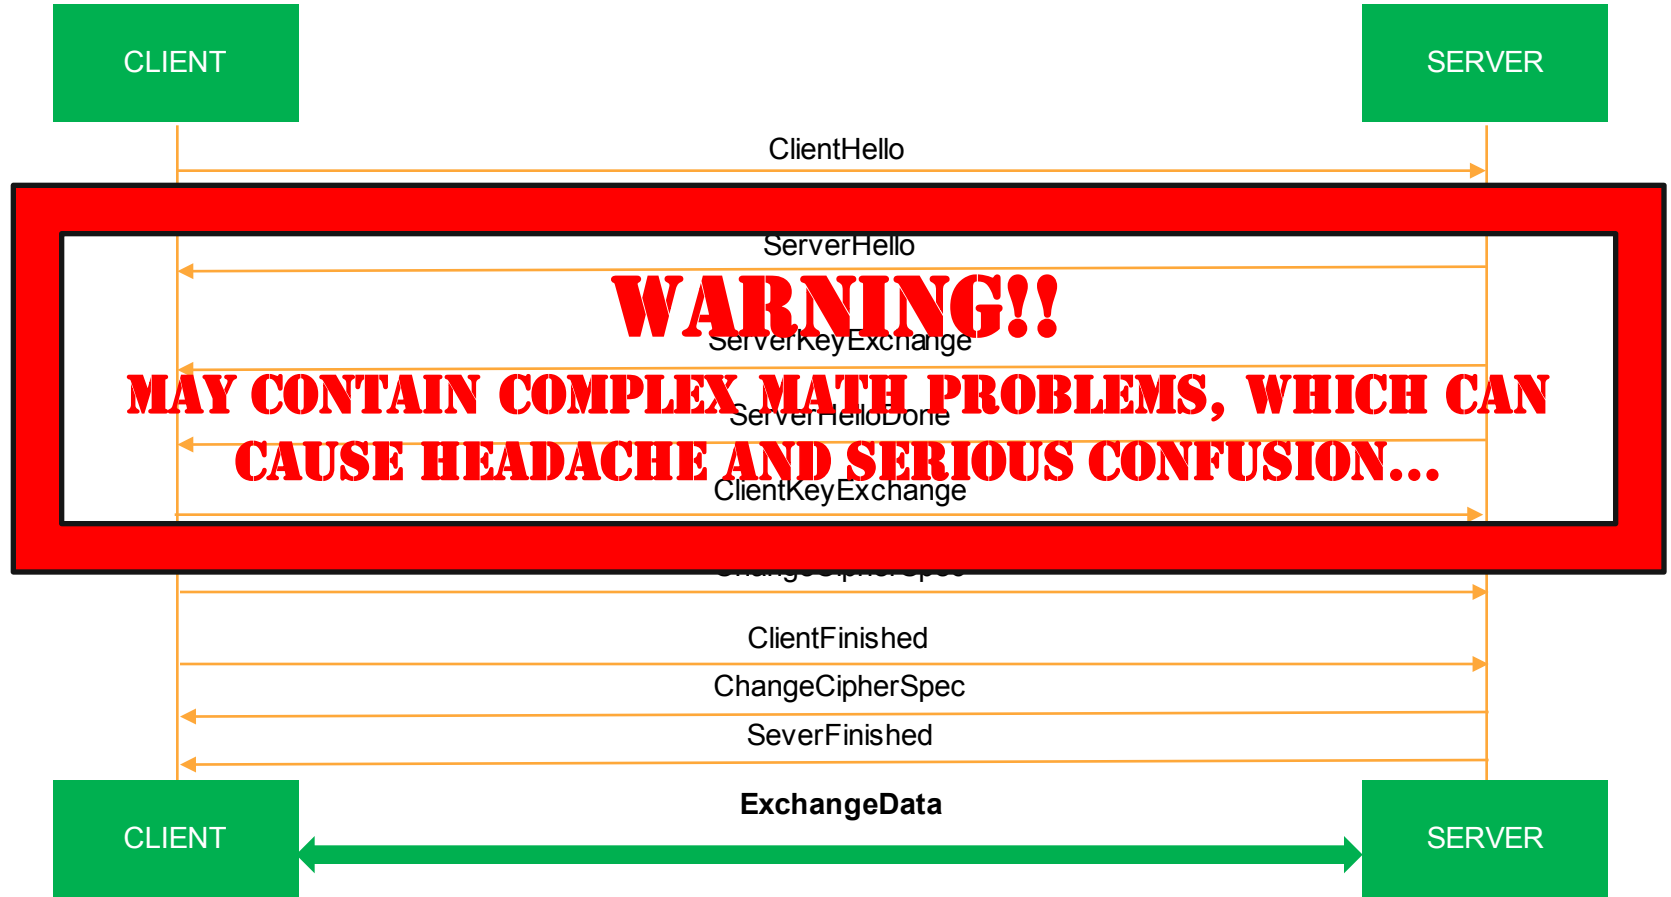 CLIENT
SERVER
ClientHello
ServerHello
WARNING!!
ServerKeyExchange
MAY CONTAIN COMPLEX MATH PROBLEMS, WHICH CAN
ServerHelloDone
CAUSE HEADACHE AND SERIOUS CONFUSION...
ClientKeyExchange
ChangeCipherSpec
ClientFinished
ChangeCipherSpec
SeverFinished
ExchangeData
CLIENT
SERVER